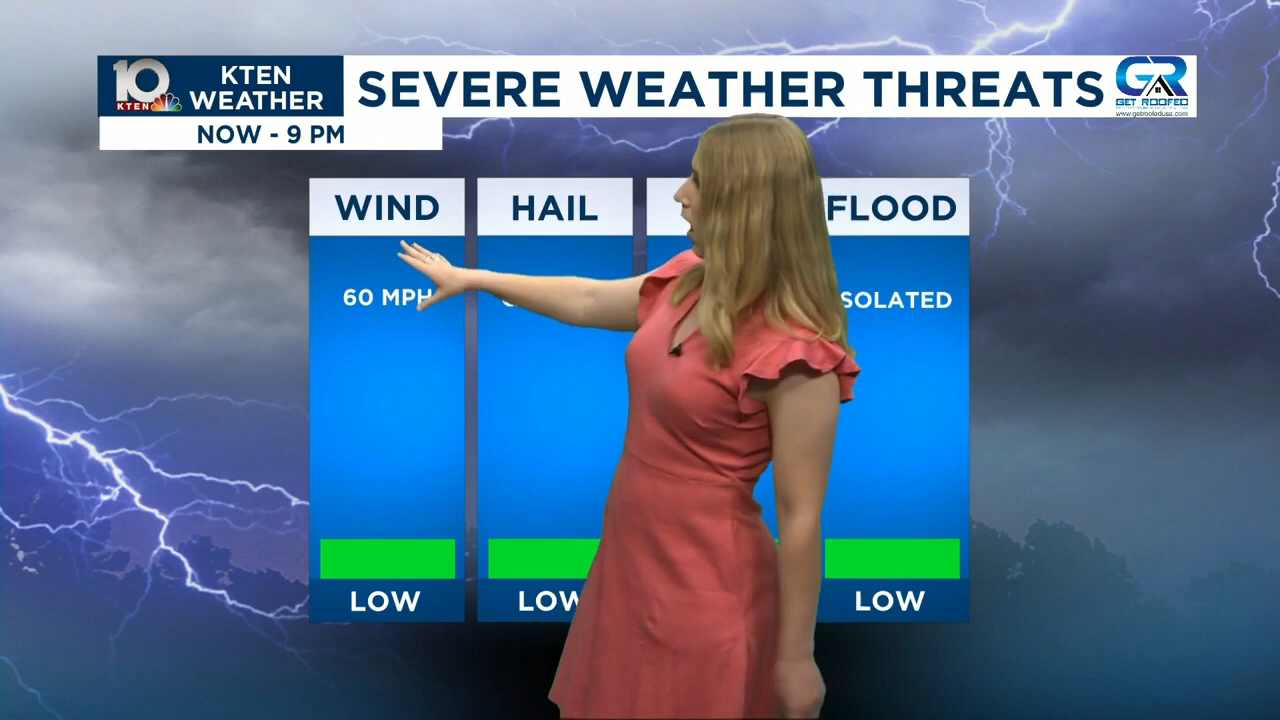 10
KTEN
KTEN
WEATHER
SEVERE WEATHER THREATS
GR
GET ROOFED
www.getroofedusa.com
NOW - 9 PM
WIND
HAIL
FLOOD
60 MPH
SOLATED
LOW
LOW
LOW